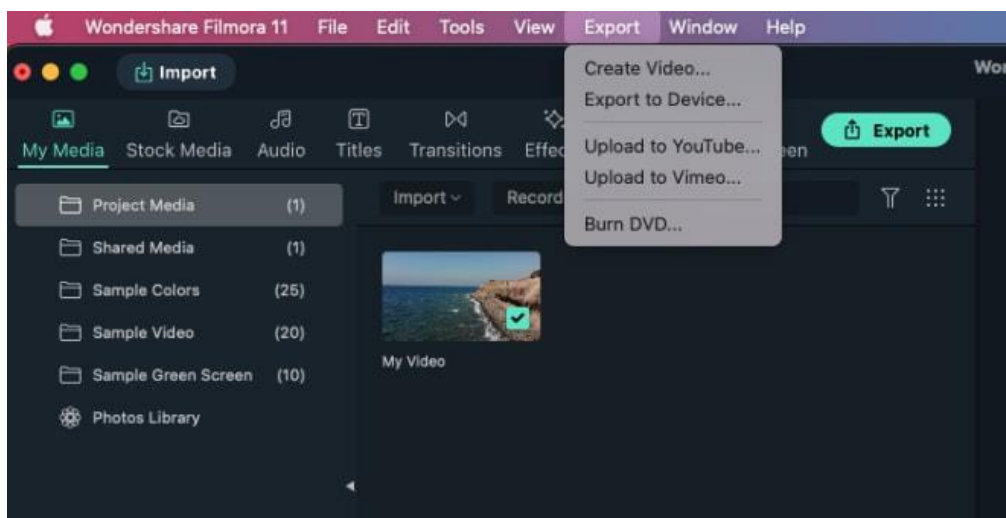 Wondershare Filmora 11 File Edit Tools View Export Window Help
Import
Create Video...
Export to Device...
Upload to YouTube...
Upload to Vimeo...
Burn DVD...
My Media Stock Media Audio Titles Transitions
Export
Project Media (1)
Shared Media (1)
Sample Colors (25)
Sample Video (20)
Sample Green Screen (10)
Photos Library
Import Record
My Video